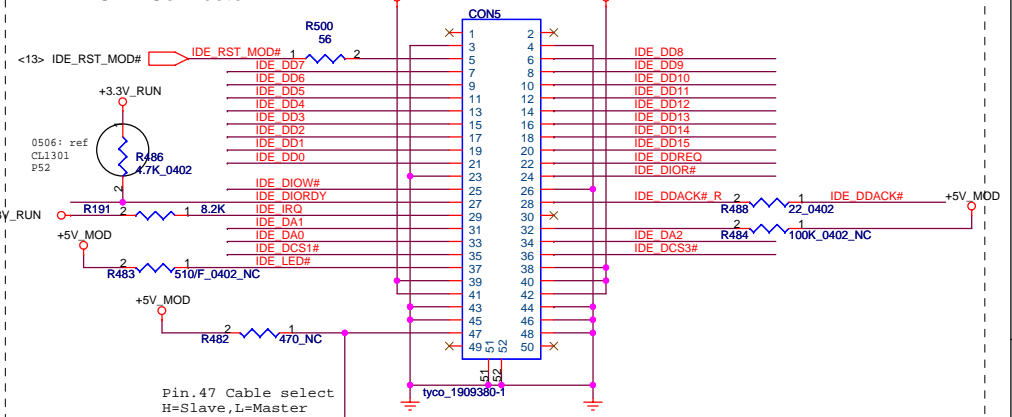 CON5
R500
56
<13> IDE_RST_MOD#
IDE_RST_MOD#
1
2
1
2
3
4
5
6
IDE_DD8
IDE_DD7
7
8
IDE_DD9
IDE_DD6
9
10
IDE_DD10
IDE_DD5
11
12
IDE_DD11
IDE_DD4
13
14
IDE_DD12
IDE_DD3
15
16
IDE_DD13
IDE_DD2
17
18
IDE_DD14
IDE_DD1
19
20
IDE_DD15
IDE_DD0
21
22
IDE_DDREQ
23
24
IDE_DIOR#
+3.3V_RUN
0506: ref
CL1301
P52
1
R486
4.7K_0402
2
IDE_DIOW#
25
26
IDE_DIORDY
27
28
IDE_DDACK#_R
2
1
R488
22_0402
IDE_DDACK#
+5V_MOD
V_RUN
R191
2
1
8.2K
IDE_IRQ
29
30
IDE_DA1
31
32
2
1
R484
100K_0402_NC
IDE_DA0
33
34
IDE_DA2
IDE_DCS1#
35
36
IDE_DCS3#
+5V_MOD
R483
2
1
510/F_0402_NC
IDE_LED#
37
38
39
40
41
42
43
44
45
46
+5V_MOD
R482
2
1
470_NC
47
48
49
50
51
52
51
52
tyco_1909380-1
Pin.47 Cable select
H=Slave,L=Master